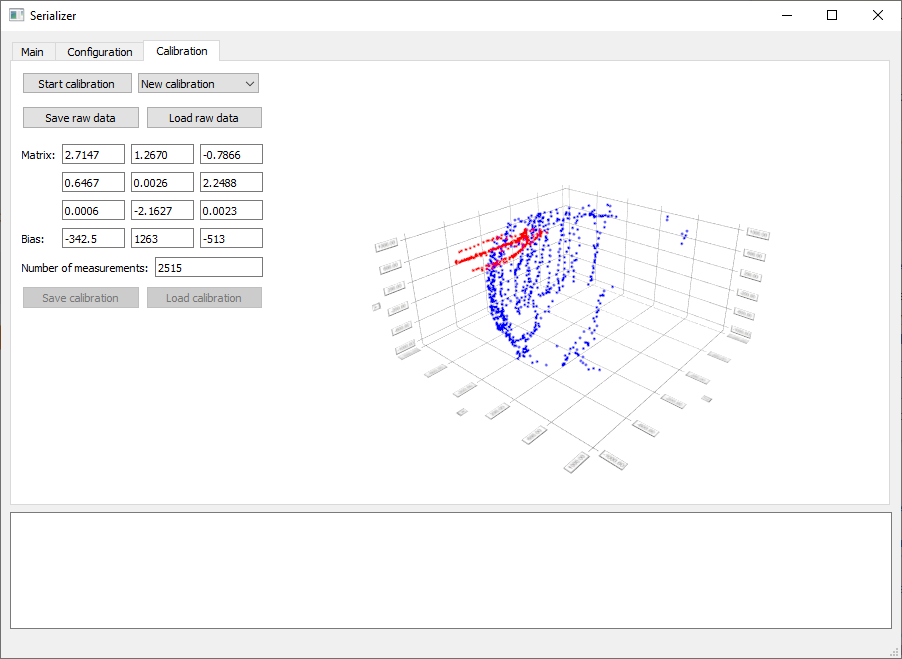 Serializer
Main Configuration Calibration
Start calibration New calibration
Save raw data Load raw data
Matrix: 2.7147 1.2670 -0.7866
0.6467 0.0026 2.2488
0.0006 -2.1627 0.0023
Bias: -342.5 1263 -513
Number of measurements: 2515
Save calibration Load calibration